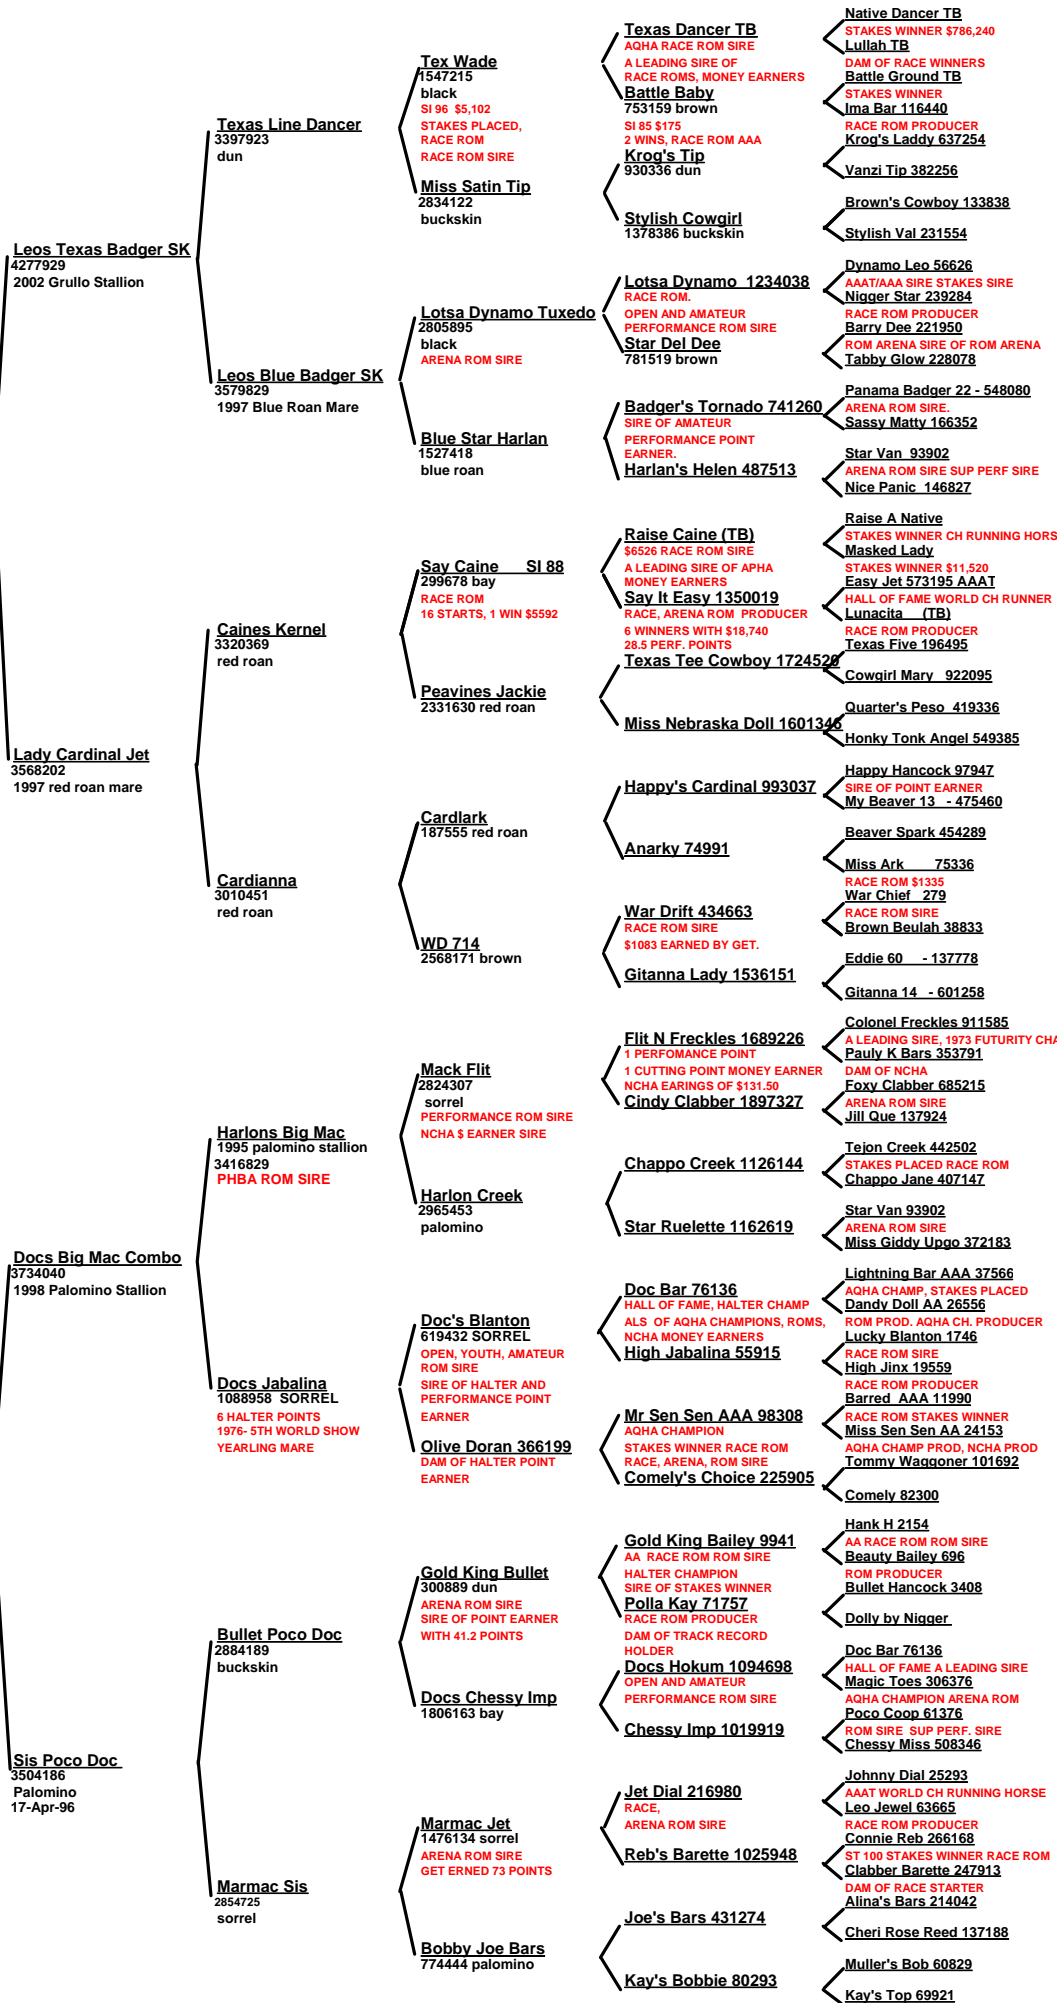 Leos Texas Badger SK
4277929
2002 Grullo Stallion
Lady Cardinal Jet
3568202
1997 red roan mare
Docs Big Mac Combo
3734040
1998 Palomino Stallion
Sis Poco Doc
3504186
Palomino
17-Apr-96
Texas Line Dancer
3397923
dun
Leos Blue Badger SK
3579829
1997 Blue Roan Mare
Caines Kernel
3320369
red roan
Cardianna
3010451
red roan
Harlons Big Mac
1995 palomino stallion
3416829
PHBA ROM SIRE
Docs Jabalina
1088958 SORREL
6 HALTER POINTS
1976- 5TH WORLD SHOW
YEARLING MARE
Bullet Poco Doc
2884189
buckskin
Marmac Sis
2854725
sorrel
Tex Wade
1547215
black
SI 96 $5,102
STAKES PLACED,
RACE ROM
RACE ROM SIRE
Miss Satin Tip
2834122
buckskin
Lotsa Dynamo Tuxedo
2805895
black
ARENA ROM SIRE
Blue Star Harlan
1527418
blue roan
Say Caine SI 88
299678 bay
RACE ROM
16 STARTS, 1 WIN $5592
Peavines Jackie
2331630 red roan
Cardlark
187555 red roan
WD 714
2568171 brown
Mack Flit
2824307
sorrel
PERFORMANCE ROM SIRE
NCHA $ EARNER SIRE
Harlon Creek
2965453
palomino
Doc's Blanton
619432 SORREL
OPEN, YOUTH, AMATEUR
ROM SIRE
SIRE OF HALTER AND
PERFORMANCE POINT
EARNER
Olive Doran 366199
DAM OF HALTER POINT
EARNER
Gold King Bullet
300889 dun
ARENA ROM SIRE
SIRE OF POINT EARNER
WITH 41.2 POINTS
Docs Chessy Imp
1806163 bay
Marmac Jet
1476134 sorrel
ARENA ROM SIRE
GET ERNED 73 POINTS
Bobby Joe Bars
774444 palomino
Texas Dancer TB
AQHA RACE ROM SIRE
A LEADING SIRE OF
RACE ROMS, MONEY EARNERS
Battle Baby
753159 brown
SI 85 $175
2 WINS, RACE ROM AAA
Krog's Tip
930336 dun
Stylish Cowgirl
1378386 buckskin
Lotsa Dynamo 1234038
RACE ROM.
OPEN AND AMATEUR
PERFORMANCE ROM SIRE
Star Del Dee
781519 brown
Badger's Tornado 741260
SIRE OF AMATEUR
PERFORMANCE POINT
EARNER.
Harlan's Helen 487513
Raise Caine (TB)
$6526 RACE ROM SIRE
A LEADING SIRE OF APHA
MONEY EARNERS
Say It Easy 1350019
RACE, ARENA ROM PRODUCER
6 WINNERS WITH $18,740
28.5 PERF. POINTS
Texas Tee Cowboy 1724520
Miss Nebraska Doll 1601346
Happy's Cardinal 993037
Anarky 74991
War Drift 434663
RACE ROM SIRE
$1083 EARNED BY GET.
Gitanna Lady 1536151
Flit N Freckles 1689226
1 PERFOMANCE POINT
1 CUTTING POINT MONEY EARNER
NCHA EARINGS OF $131.50
Cindy Clabber 1897327
Chappo Creek 1126144
Star Ruelette 1162619
Doc Bar 76136
HALL OF FAME, HALTER CHAMP
ALS OF AQHA CHAMPIONS, ROMS,
NCHA MONEY EARNERS
High Jabalina 55915
Mr Sen Sen AAA 98308
AQHA CHAMPION
STAKES WINNER RACE ROM
RACE, ARENA, ROM SIRE
Comely's Choice 225905
Gold King Bailey 9941
AA RACE ROM ROM SIRE
HALTER CHAMPION
SIRE OF STAKES WINNER
Polla Kay 71757
RACE ROM PRODUCER
DAM OF TRACK RECORD
HOLDER
Docs Hokum 1094698
OPEN AND AMATEUR
PERFORMANCE ROM SIRE
Chessy Imp 1019919
Jet Dial 216980
RACE,
ARENA ROM SIRE
Reb's Barette 1025948
Joe's Bars 431274
Kay's Bobbie 80293
Native Dancer TB
STAKES WINNER $786,240
Lullah TB
DAM OF RACE WINNERS
Battle Ground TB
STAKES WINNER
Ima Bar 116440
RACE ROM PRODUCER
Krog's Laddy 637254
Vanzi Tip 382256
Brown's Cowboy 133838
Stylish Val 231554
Dynamo Leo 56626
AAAT/AAA SIRE STAKES SIRE
Nigger Star 239284
RACE ROM PRODUCER
Barry Dee 221950
ROM ARENA SIRE OF ROM ARENA
Tabby Glow 228078
Panama Badger 22 - 548080
ARENA ROM SIRE.
Sassy Matty 166352
Star Van 93902
ARENA ROM SIRE SUP PERF SIRE
Nice Panic 146827
Raise A Native
STAKES WINNER CH RUNNING HORS
Masked Lady
STAKES WINNER $11,520
Easy Jet 573195 AAAT
HALL OF FAME WORLD CH RUNNER
Lunacita (TB)
RACE ROM PRODUCER
Texas Five 196495
Cowgirl Mary 922095
Quarter's Peso 419336
Honky Tonk Angel 549385
Happy Hancock 97947
SIRE OF POINT EARNER
My Beaver 13 - 475460
Beaver Spark 454289
Miss Ark 75336
RACE ROM $1335
War Chief 279
RACE ROM SIRE
Brown Beulah 38833
Eddie 60 - 137778
Gitanna 14 - 601258
Colonel Freckles 911585
A LEADING SIRE, 1973 FUTURITY CHA
Pauly K Bars 353791
DAM OF NCHA
Foxy Clabber 685215
ARENA ROM SIRE
Jill Que 137924
Tejon Creek 442502
STAKES PLACED RACE ROM
Chappo Jane 407147
Star Van 93902
ARENA ROM SIRE
Miss Giddy Upgo 372183
Lightning Bar AAA 37566
AQHA CHAMP, STAKES PLACED
Dandy Doll AA 26556
ROM PROD. AQHA CH. PRODUCER
Lucky Blanton 1746
RACE ROM SIRE
High Jinx 19559
RACE ROM PRODUCER
Barred AAA 11990
RACE ROM STAKES WINNER
Miss Sen Sen AA 24153
AQHA CHAMP PROD, NCHA PROD
Tommy Waggoner 101692
Comely 82300
Hank H 2154
AA RACE ROM ROM SIRE
Beauty Bailey 696
ROM PRODUCER
Bullet Hancock 3408
Dolly by Nigger
Doc Bar 76136
HALL OF FAME A LEADING SIRE
Magic Toes 306376
AQHA CHAMPION ARENA ROM
Poco Coop 61376
ROM SIRE SUP PERF. SIRE
Chessy Miss 508346
Johnny Dial 25293
AAAT WORLD CH RUNNING HORSE
Leo Jewel 63665
RACE ROM PRODUCER
Connie Reb 266168
ST 100 STAKES WINNER RACE ROM
Clabber Barette 247913
DAM OF RACE STARTER
Alina's Bars 214042
Cheri Rose Reed 137188
Muller's Bob 60829
Kay's Top 69921